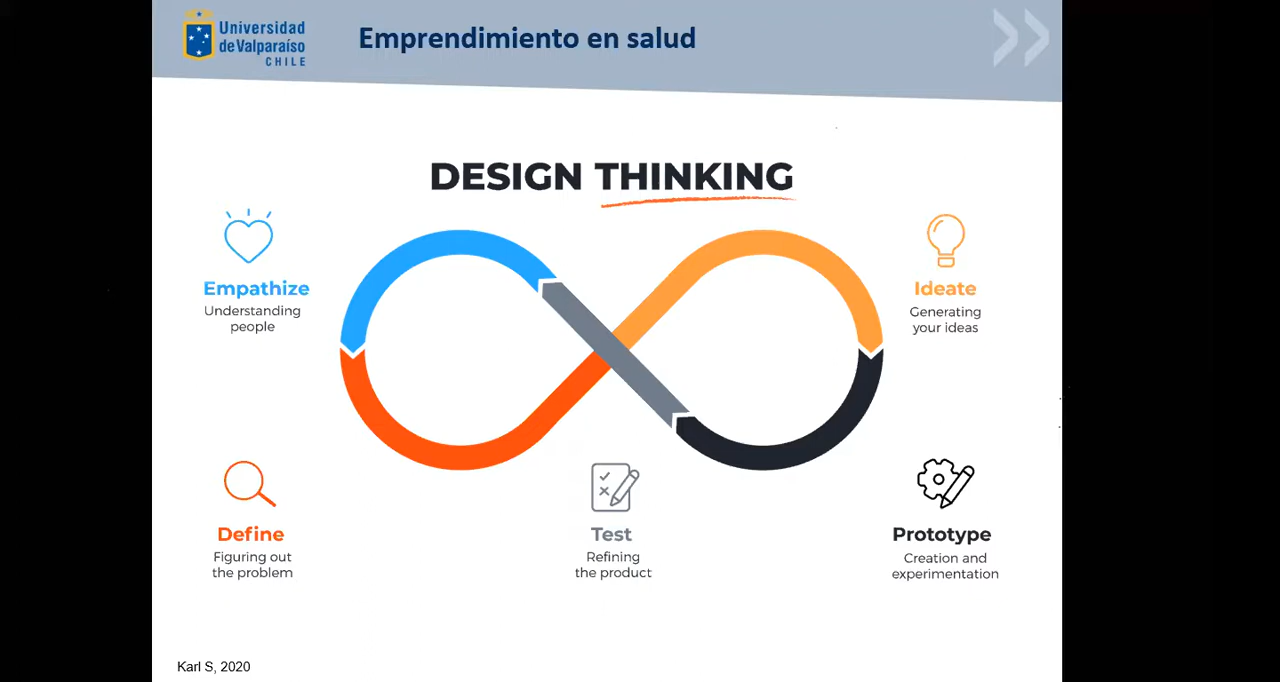 Universidad
de Valparaíso
CHILE
Emprendimiento en salud
DESIGN THINKING
Empathize
Understanding
people
Ideate
Generating
your ideas
Define
Figuring out
the problem
Test
Refining
the product
Prototype
Creation and
experimentation
Karl S, 2020